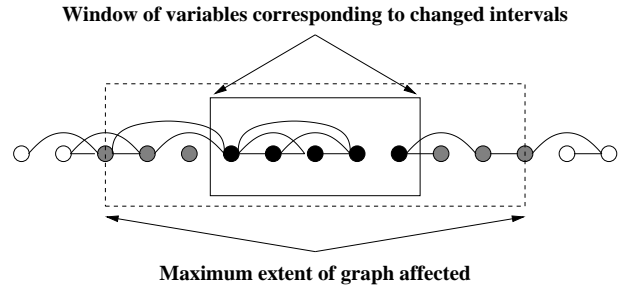 Window of variables corresponding to changed intervals
Maximum extent of graph affected